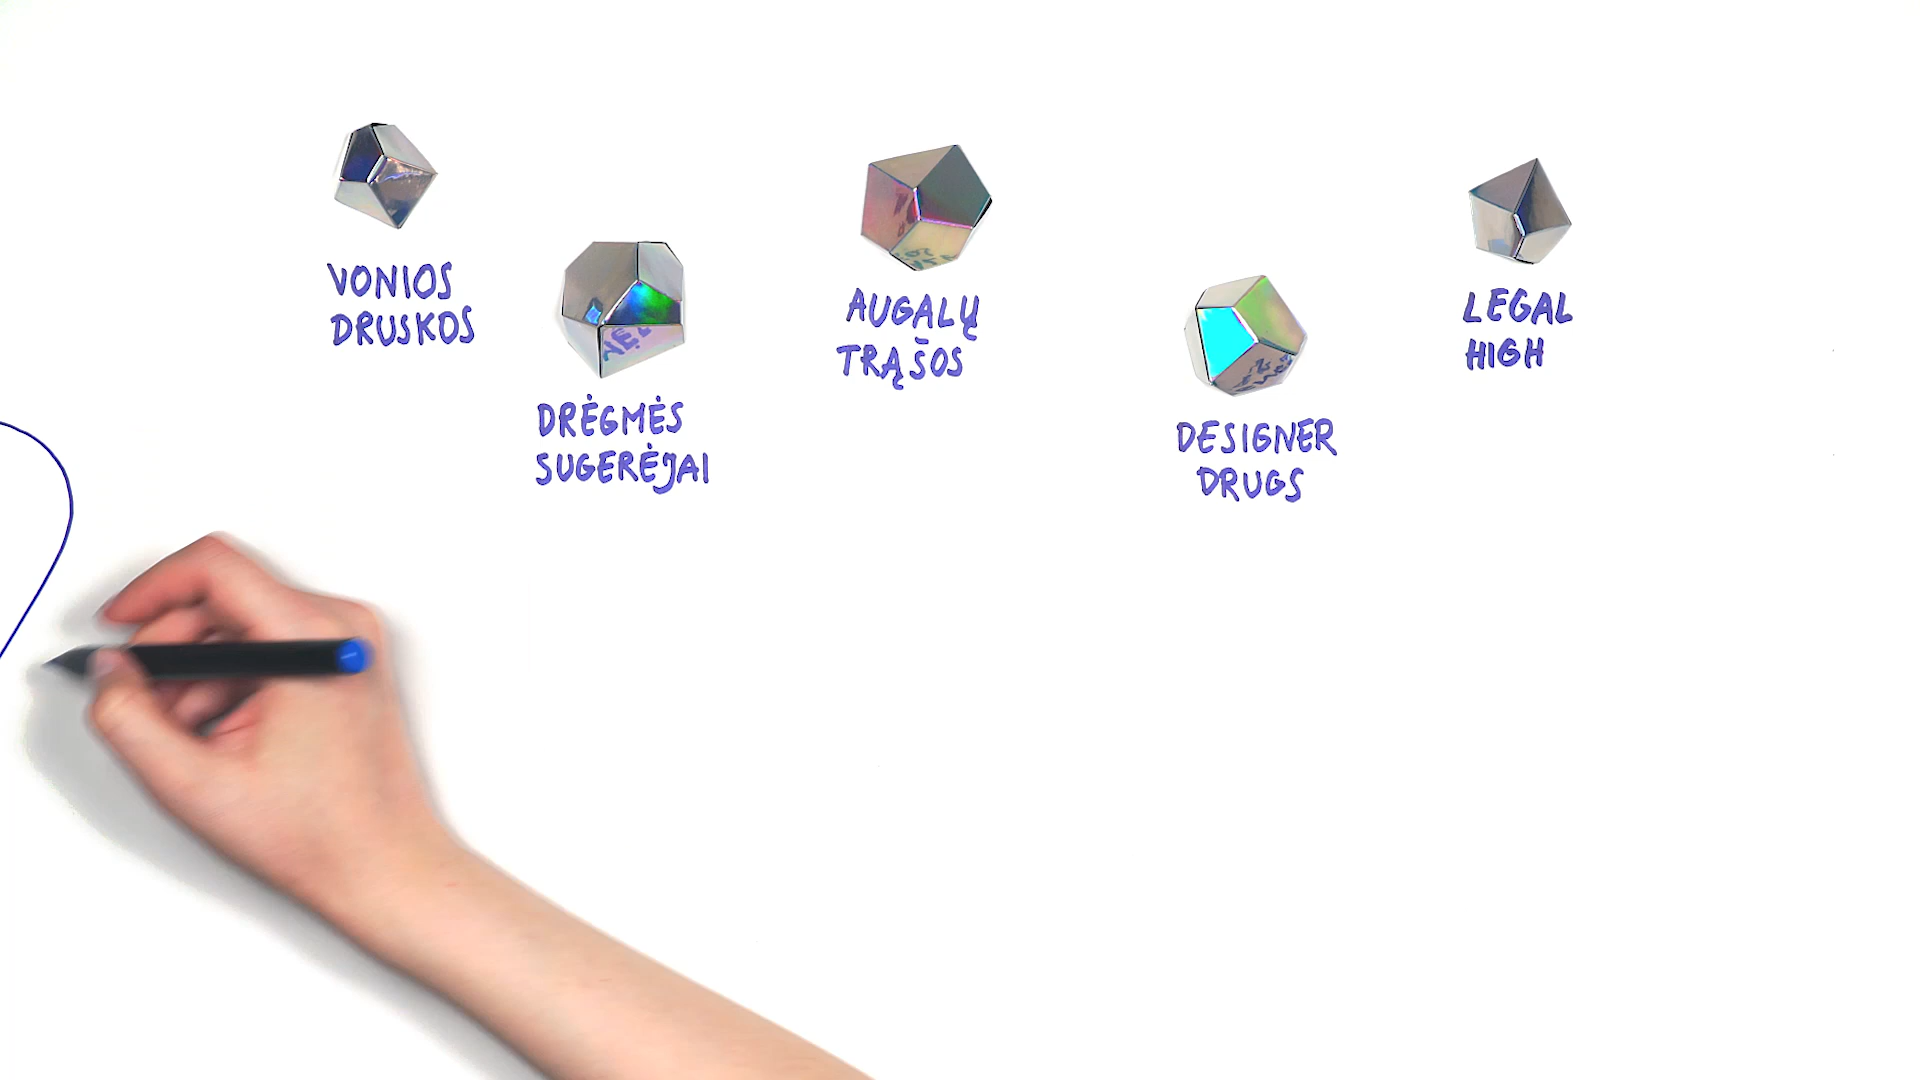 VONIOS
DRUSKOS
DRĖGMĖS
SUGERĖJAI
AUGALŲ
TRĄŠOS
DESIGNER
DRUGS
LEGAL
HIGH